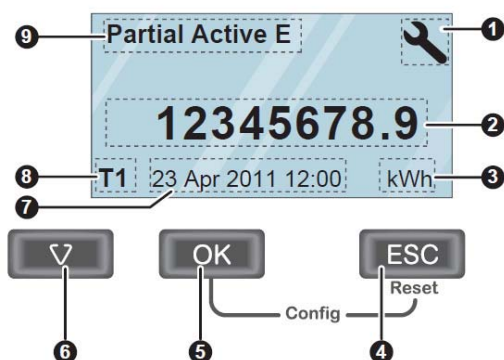 9 Partial Active E 1
12345678.9 2
8 T1 23 Apr 2011 12:00 kWh 3
7
OK ESC
Reset
Config
6 5 4